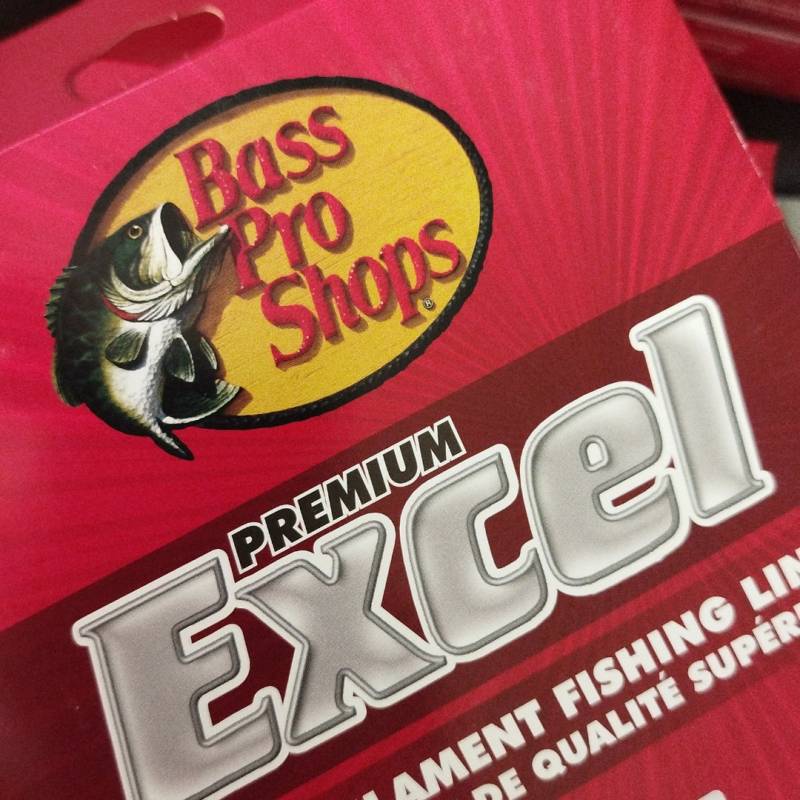 Bass
Pro
Shops®
PREMIUM
Excel
FISHING
DE QUALITÉ